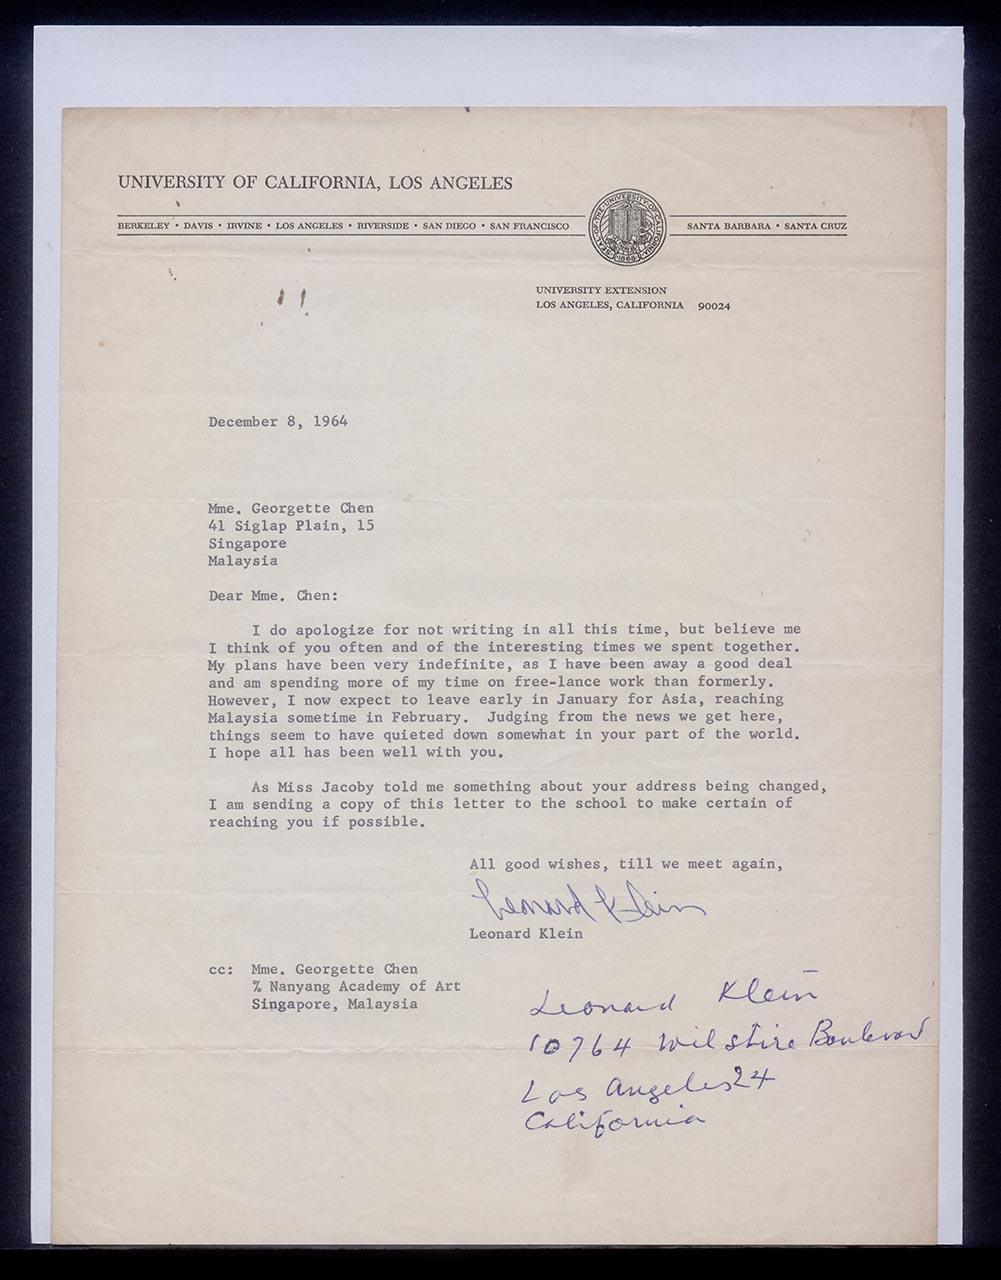 UNIVERSITY OF CALIFORNIA, LOS ANGELES
BERKELEY • DAVIS • IRVINE • LOS ANGELES • RIVERSIDE • SAN DIEGO • SAN FRANCISCO
SEAL OF THE UNIVERSITY OF CALIFORNIA
1868
SANTA BARBARA • SANTA CRUZ
UNIVERSITY EXTENSION
LOS ANGELES, CALIFORNIA 90024
December 8, 1964
Mme. Georgette Chen
41 Siglap Plain, 15
Singapore
Malaysia
Dear Mme. Chen:
I do apologize for not writing in all this time, but believe me
I think of you often and of the interesting times we spent together.
My plans have been very indefinite, as I have been away a good deal
and am spending more of my time on free-lance work than formerly.
However, I now expect to leave early in January for Asia, reaching
Malaysia sometime in February. Judging from the news we get here,
things seem to have quieted down somewhat in your part of the world.
I hope all has been well with you.
As Miss Jacoby told me something about your address being changed,
I am sending a copy of this letter to the school to make certain of
reaching you if possible.
All good wishes, till we meet again,
Leonard Klein
Leonard Klein
cc: Mme. Georgette Chen
% Nanyang Academy of Art
Singapore, Malaysia
Leonard Klein
10764 Wilshire Boulevard
Los Angeles 24
California